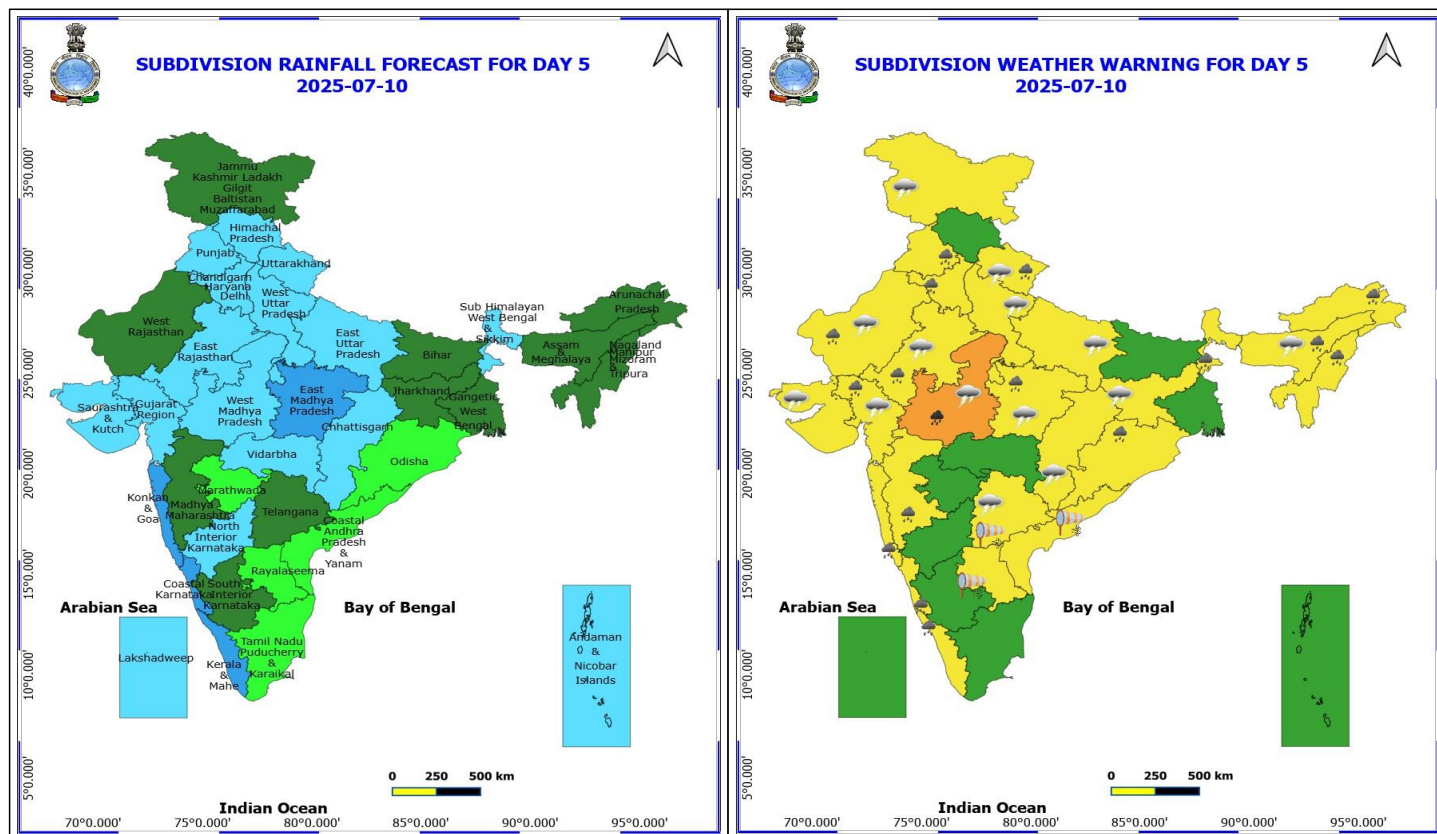 SUBDIVISION RAINFALL FORECAST FOR DAY 5
2025-07-10
40°0.000'
35°0.000'
30°0.000'
25°0.000'
20°0.000'
15°0.000'
10°0.000'
5°0.000'
Jammu
Kashmir Ladakh
Gilgit
Baltistan
Muzaffarabad
Himachal
Pradesh
Punjab
Uttarakhand
Chandigarh
Haryana
Delhi
West
Uttar
Pradesh
West
Rajasthan
East
Rajasthan
East
Uttar
Pradesh
Sub Himalayan
West Bengal
&
Sikkim
Arunachal
Pradesh
Assam
&
Meghalaya
Nagaland
Manipur
Mizoram
&
Tripura
Bihar
Jharkhand
Gangetic
West
Bengal
East
Madhya
Pradesh
West
Madhya
Pradesh
Gujarat
Region
Saurashtra
&
Kutch
Chhattisgarh
Vidarbha
Odisha
Marathwada
Madhya
Maharashtra
Konkan
&
Goa
Telangana
North
Interior
Karnataka
Coastal
Andhra
Pradesh
&
Yanam
Rayalaseema
Coastal
Karnataka
South
Interior
Karnataka
Tamil Nadu
Puducherry
&
Karaikal
Kerala
&
Mahe
Arabian Sea
Bay of Bengal
Lakshadweep
Andaman
&
Nicobar
Islands
0 250 500 km
Indian Ocean
70°0.000' 75°0.000' 80°0.000' 85°0.000' 90°0.000' 95°0.000'
SUBDIVISION WEATHER WARNING FOR DAY 5
2025-07-10
40°0.000'
35°0.000'
30°0.000'
25°0.000'
20°0.000'
15°0.000'
10°0.000'
5°0.000'
Arabian Sea
Bay of Bengal
0 250 500 km
Indian Ocean
70°0.000' 75°0.000' 80°0.000' 85°0.000' 90°0.000' 95°0.000'